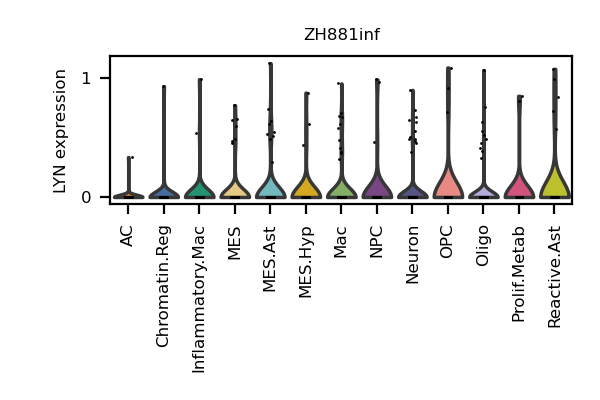 ZH881inf
LYN expression
1
0
AC
Chromatin.Reg
Inflammatory.Mac
MES
MES.Ast
MES.Hyp
Mac
NPC
Neuron
OPC
Oligo
Prolif.Metab
Reactive.Ast